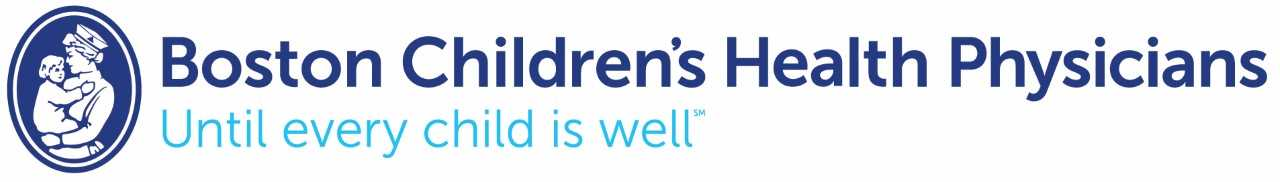 Boston Children’s Health Physicians
Until every child is well℠